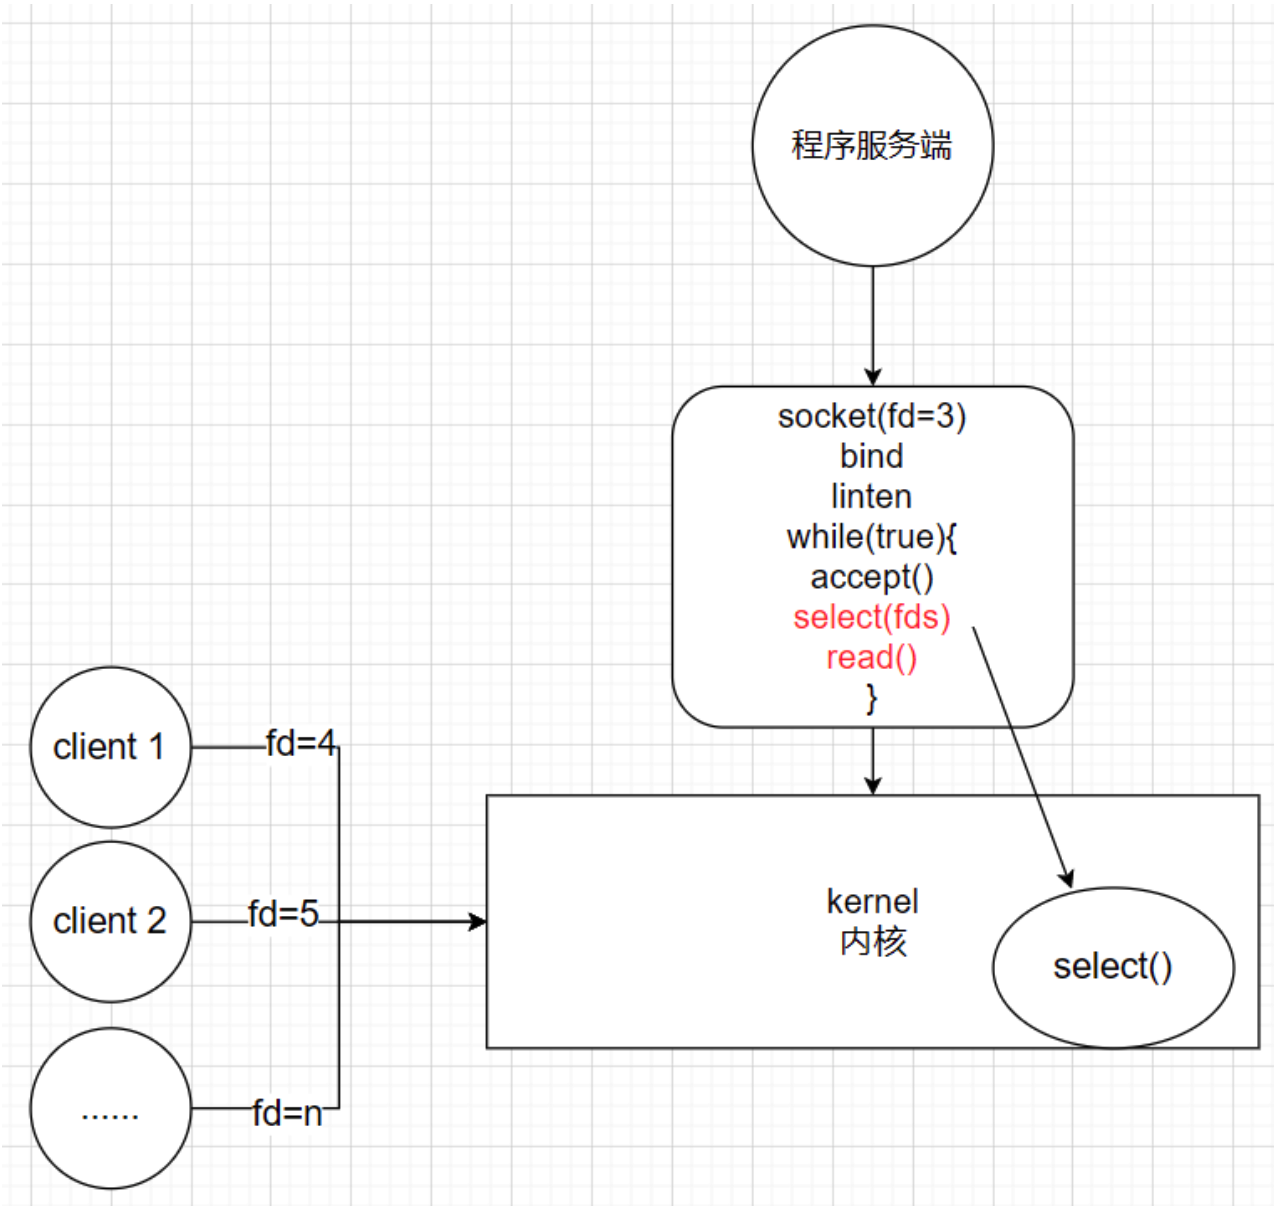 程序服务端
socket(fd=3)
bind
linten
while(true){
accept()
select(fds)
read()
}
client 1
fd=4
client 2
fd=5
......
fd=n
kernel
内核
select()